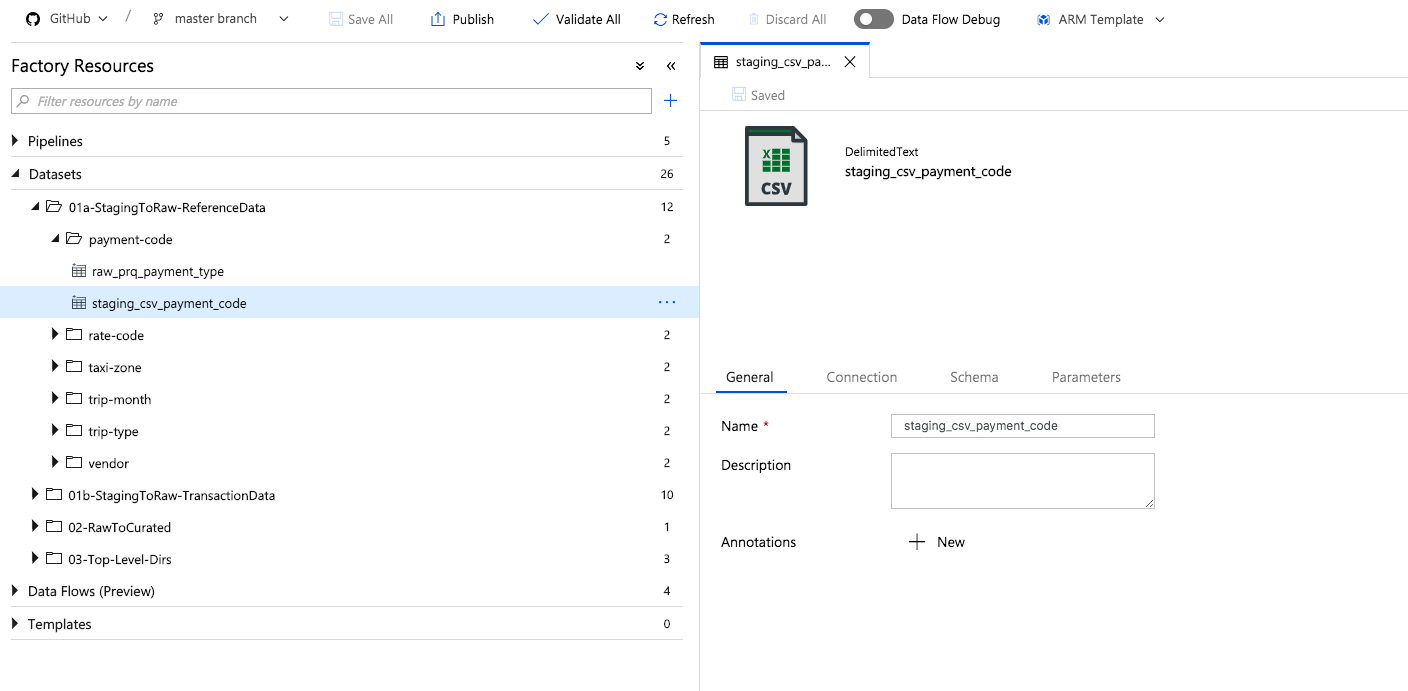 GitHub / master branch Save All Publish Validate All Refresh Discard All Data Flow Debug ARM Template
Factory Resources
Filter resources by name
Pipelines 5
Datasets 26
01a-StagingToRaw-ReferenceData 12
payment-code 2
raw_prq_payment_type
staging_csv_payment_code ...
rate-code 2
taxi-zone 2
trip-month 2
trip-type 2
vendor 2
01b-StagingToRaw-TransactionData 10
02-RawToCurated 1
03-Top-Level-Dirs 3
Data Flows (Preview) 4
Templates 0
staging_csv_pa...
Saved
X
CSV
DelimitedText
staging_csv_payment_code
General Connection Schema Parameters
Name * staging_csv_payment_code
Description
Annotations New